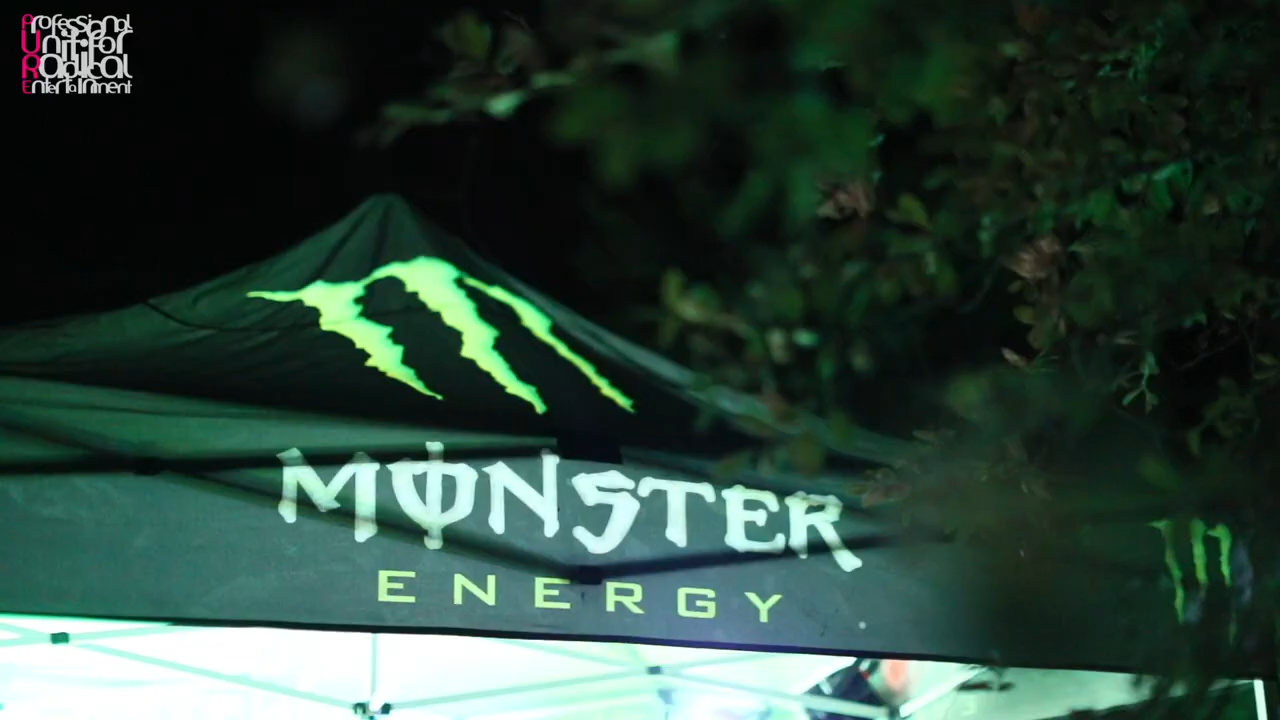 Professional
Unit for
Radical
Entertainment
MONSTER
ENERGY